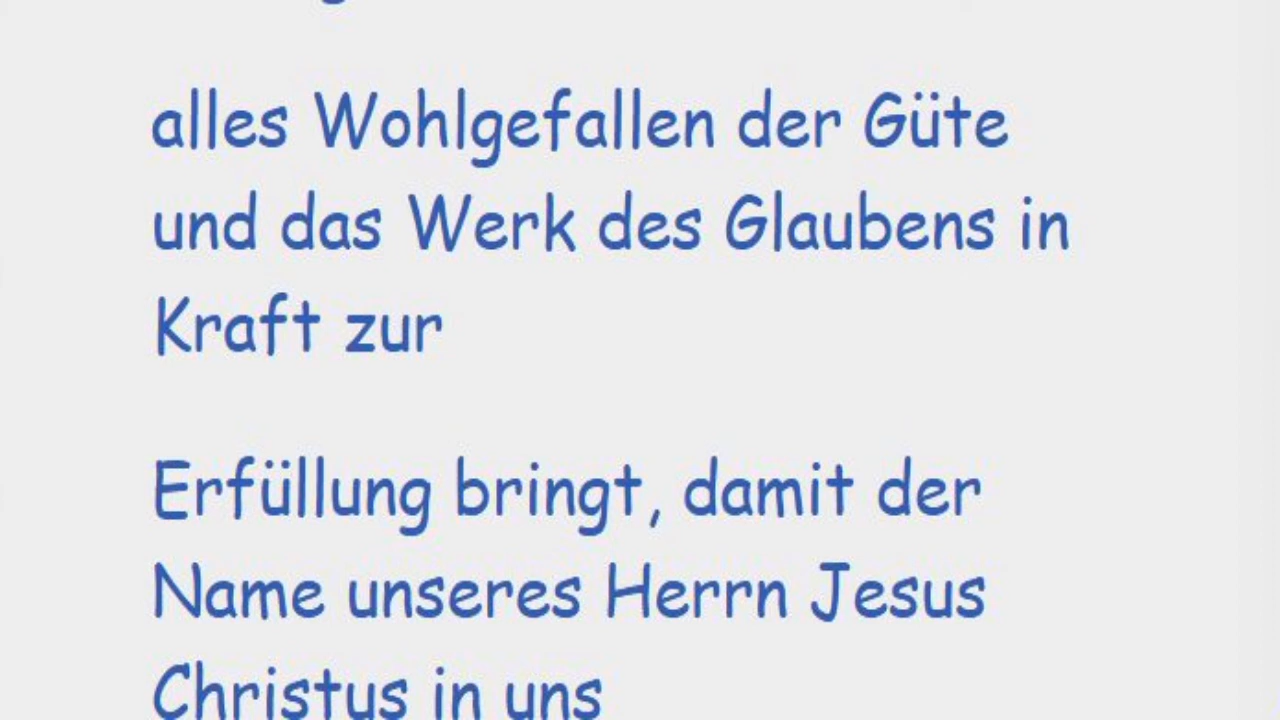 alles Wohlgefallen der Güte
und das Werk des Glaubens in
Kraft zur
Erfüllung bringt, damit der
Name unseres Herrn Jesus
Christus in uns